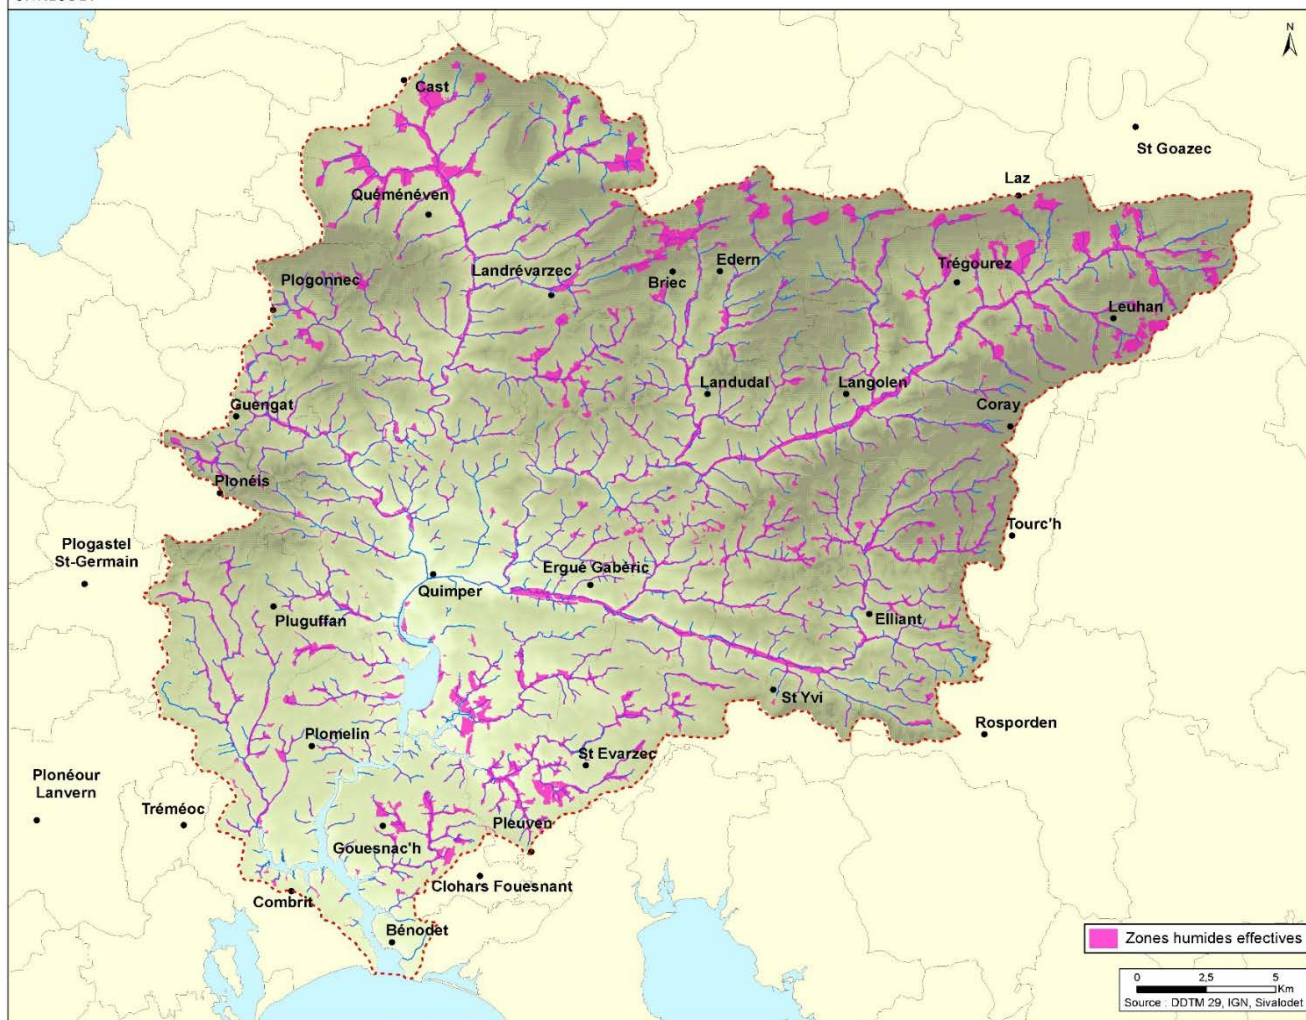 N
Cast
St Goazec
Laz
Quéménéven
Plogonnec
Landrévarzec
Edern
Briec
Trégourez
Leuhan
Landudal
Langolen
Guengat
Coray
Plonéis
Tourc'h
Plogastel
St-Germain
Ergué Gabéric
Quimper
Pluguffan
Elliant
St Yvi
Rosporden
Plomelin
St Evarzec
Plonéour
Lanvern
Tréméoc
Pleuven
Gouesnac'h
Clohars Fouesnant
Combrit
Bénodet
Zones humides effectives
0 2,5 5
Km
Source : DDTM 29, IGN, Sivalodet